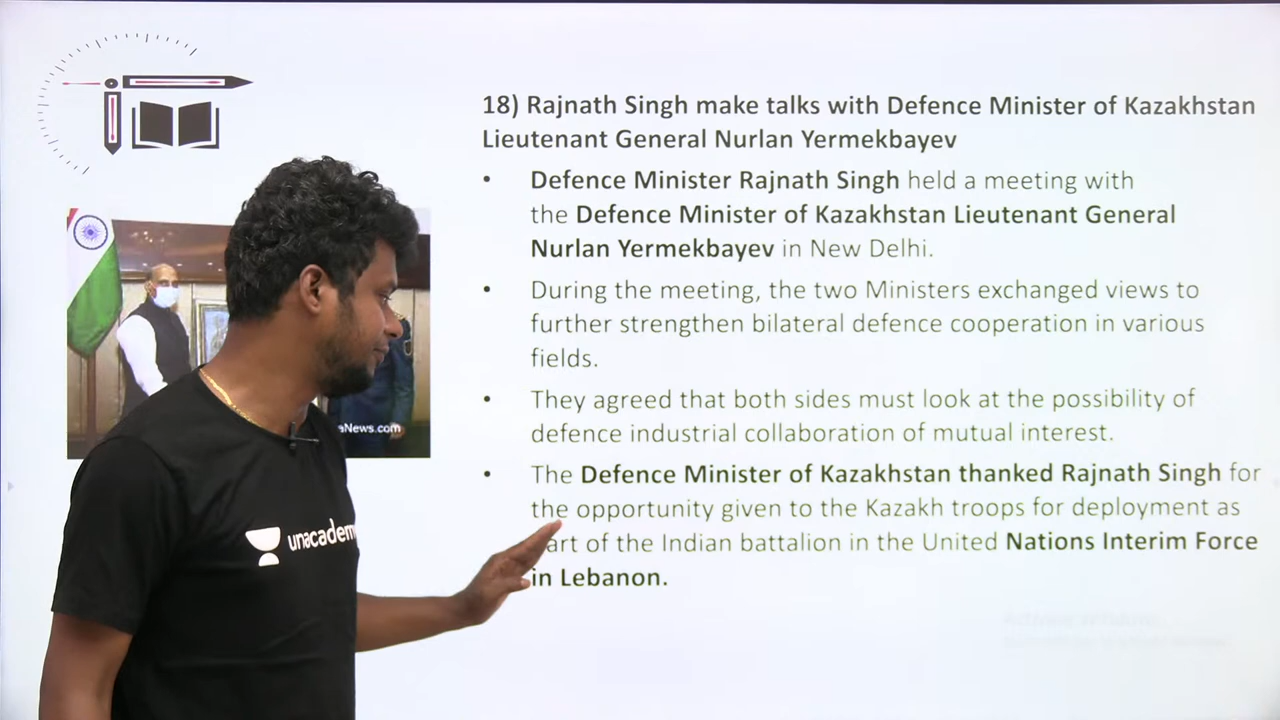 18) Rajnath Singh make talks with Defence Minister of Kazakhstan
Lieutenant General Nurlan Yermekbayev
• Defence Minister Rajnath Singh held a meeting with
the Defence Minister of Kazakhstan Lieutenant General
Nurlan Yermekbayev in New Delhi.
• During the meeting, the two Ministers exchanged views to
further strengthen bilateral defence cooperation in various
fields.
• They agreed that both sides must look at the possibility of
defence industrial collaboration of mutual interest.
• The Defence Minister of Kazakhstan thanked Rajnath Singh for
the opportunity given to the Kazakh troops for deployment as
art of the Indian battalion in the United Nations Interim Force
in Lebanon.
aNews.com
unacadem